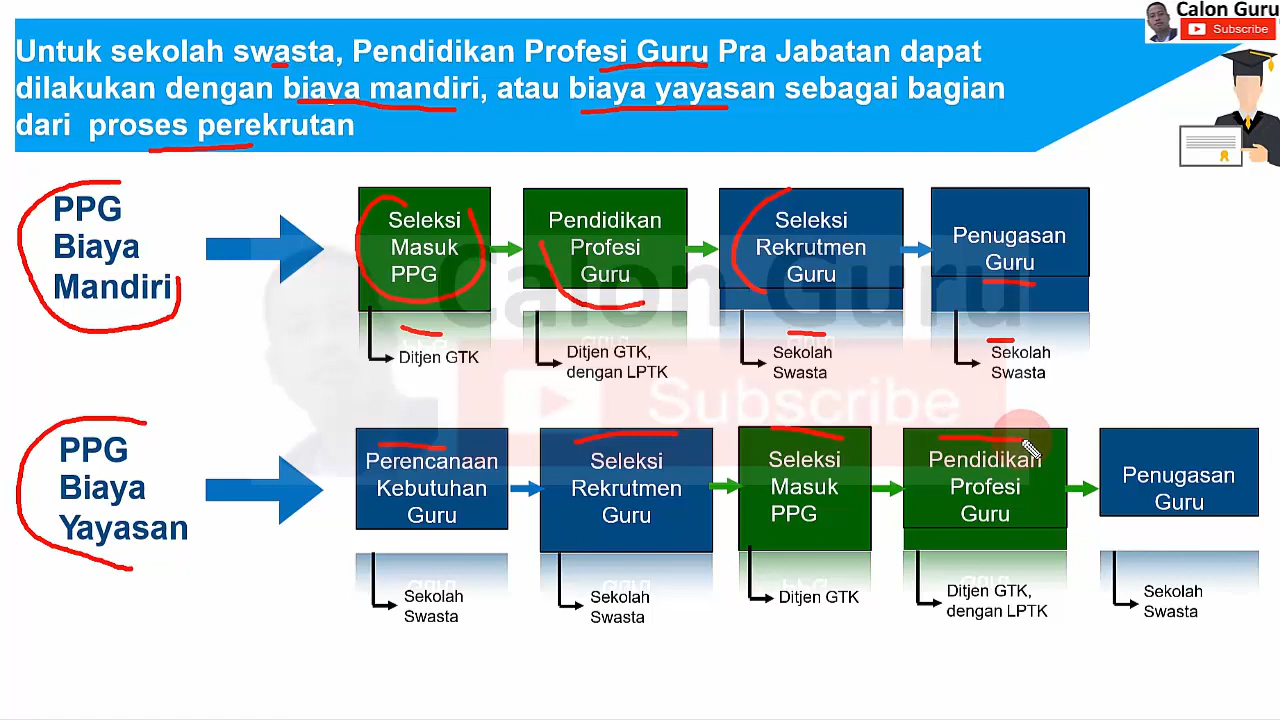 Calon Guru
Subscribe
Untuk sekolah swasta, Pendidikan Profesi Guru Pra Jabatan dapat
dilakukan dengan biaya mandiri, atau biaya yayasan sebagai bagian
dari proses perekrutan
PPG
Biaya
Mandiri
Seleksi
Masuk
PPG
Pendidikan
Profesi
Guru
Seleksi
Rekrutmen
Guru
Penugasan
Guru
Calon Guru
Ditjen GTK
Ditjen GTK,
dengan LPTK
Sekolah
Swasta
Sekolah
Swasta
Subscribe
PPG
Biaya
Yayasan
Perencanaan
Kebutuhan
Guru
Seleksi
Rekrutmen
Guru
Seleksi
Masuk
PPG
Pendidikan
Profesi
Guru
Penugasan
Guru
Sekolah
Swasta
Sekolah
Swasta
Ditjen GTK
Ditjen GTK,
dengan LPTK
Sekolah
Swasta